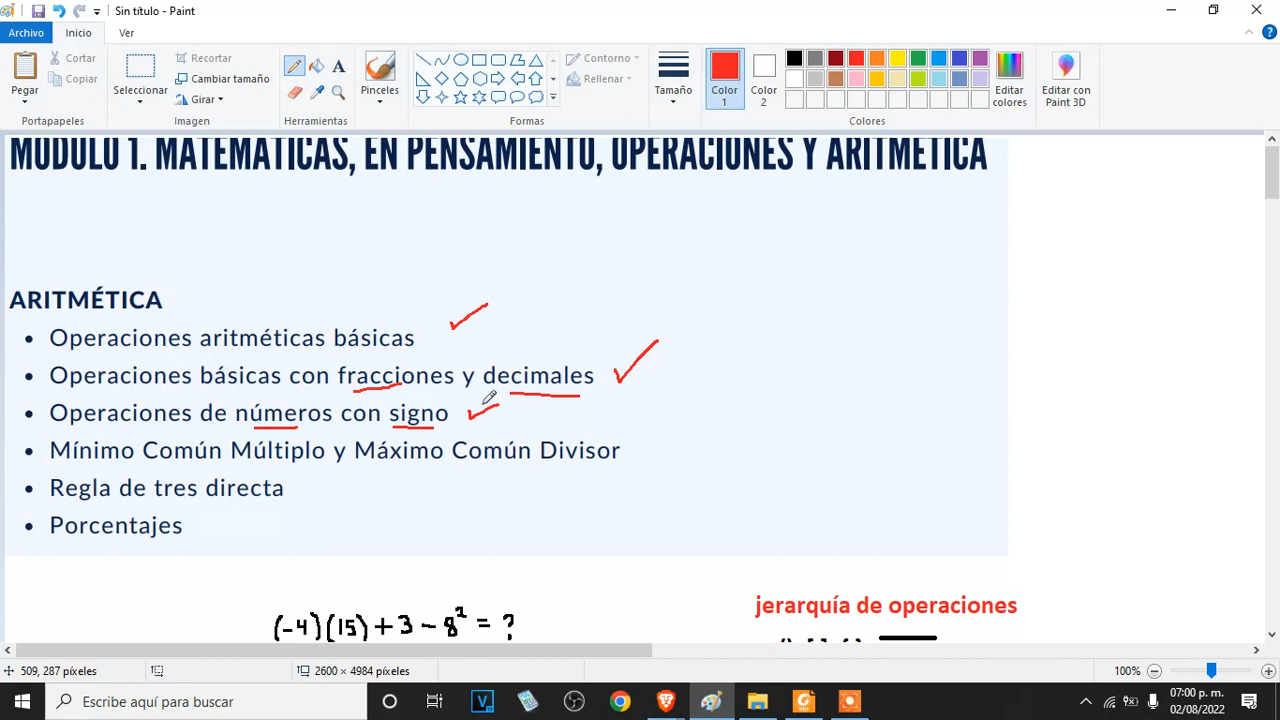 Sin título - Paint
Archivo
Inicio
Ver
Pegar
Cortar
Copiar
Portapapeles
Seleccionar
Recortar
Cambiar tamaño
Girar
Imagen
A
Herramientas
Pinceles
Contorno
Rellenar
Formas
Tamaño
Color 1
Color 2
Editar colores
Editar con Paint 3D
Colores
MÓDULO 1. MATEMÁTICAS, EN PENSAMIENTO, OPERACIONES Y ARITMÉTICA
ARITMÉTICA
• Operaciones aritméticas básicas
• Operaciones básicas con fracciones y decimales
• Operaciones de números con signo
• Mínimo Común Múltiplo y Máximo Común Divisor
• Regla de tres directa
• Porcentajes
jerarquía de operaciones
(-4)(15) + 3 - 8² = ?
509, 287 píxeles
2600 × 4984 píxeles
100%
Escribe aquí para buscar
07:00 p. m.
02/08/2022